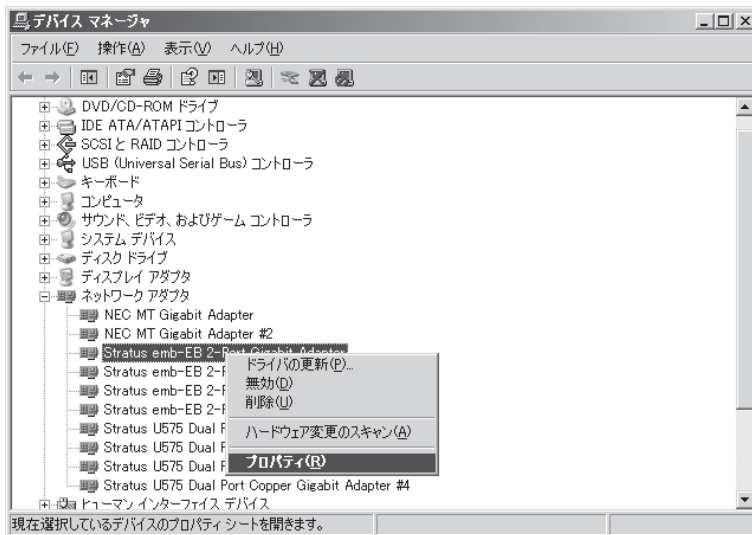 デバイス マネージャ
ファイル(F) 操作(A) 表示(V) ヘルプ(H)
DVD/CD-ROM ドライブ
IDE ATA/ATAPI コントローラ
SCSI と RAID コントローラ
USB (Universal Serial Bus) コントローラ
キーボード
コンピュータ
サウンド、ビデオ、およびゲーム コントローラ
システム デバイス
ディスク ドライブ
ディスプレイ アダプタ
ネットワーク アダプタ
NEC MT Gigabit Adapter
NEC MT Gigabit Adapter #2
Stratus emb-EB 2-Port Gigabit Adapter
Stratus emb-EB 2-
Stratus emb-EB 2-
Stratus emb-EB 2-
Stratus U575 Dual
Stratus U575 Dual
Stratus U575 Dual
Stratus U575 Dual Port Copper Gigabit Adapter #4
ヒューマン インターフェイス デバイス
ドライバの更新(P)...
無効(D)
削除(U)
ハードウェア変更のスキャン(A)
プロパティ(R)
現在選択しているデバイスのプロパティ シートを開きます。